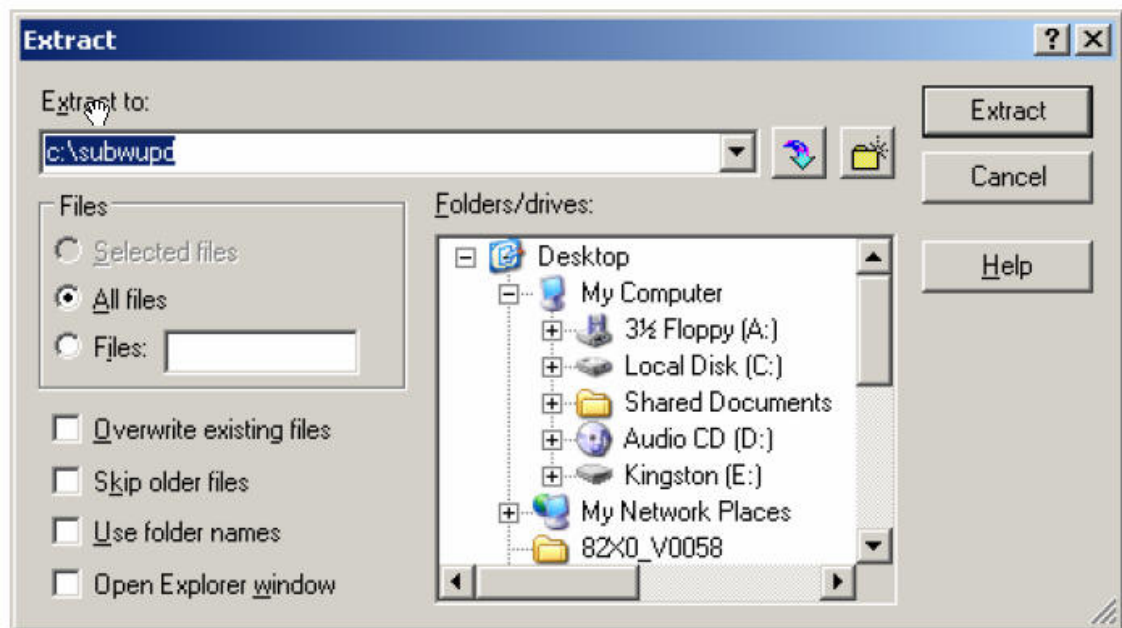 Extract
Extract to:
c:\subwupd
Extract
Cancel
Help
Files
Selected files
All files
Files:
Overwrite existing files
Skip older files
Use folder names
Open Explorer window
Folders/drives:
Desktop
My Computer
3½ Floppy (A:)
Local Disk (C:)
Shared Documents
Audio CD (D:)
Kingston (E:)
My Network Places
82X0_V0058